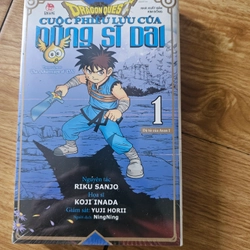 DRAGON QUEST
CUỘC PHIÊU LƯU CỦA
DŨNG SĨ DAI
1
Nguyên tác
RIKU SANJO
Họa sĩ
KOJI INADA
Giám sát YUJI HORII
NingNing